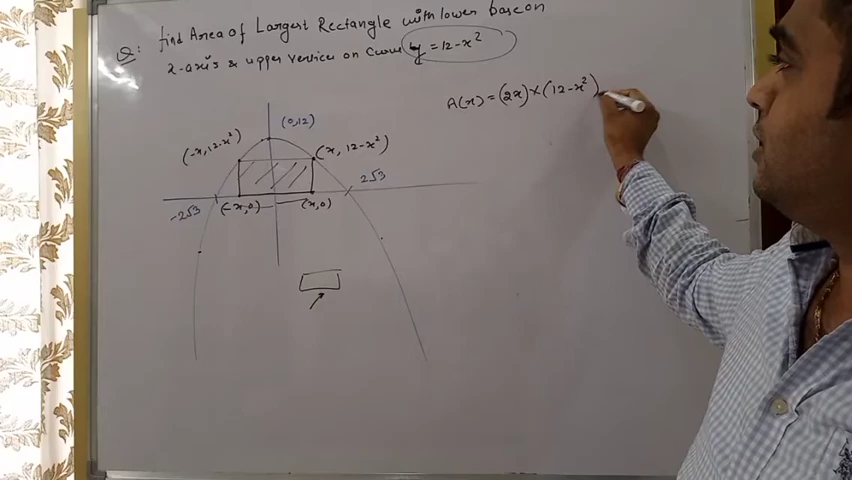 Q: find Area of Largest Rectangle with lower base on
x-axis & upper vertices on curve y = 12-x²
A(x) = (2x)×(12-x²)
(0,12)
(-x, 12-x²)
(x, 12-x²)
2√3
-2√3
(-x,0)
(x,0)